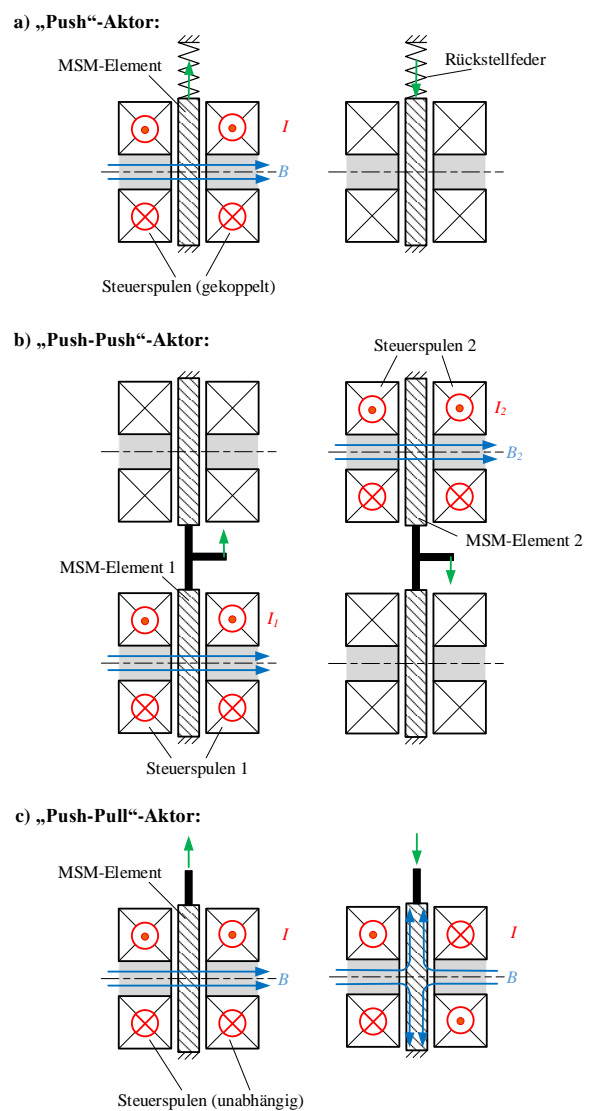 a) „Push“-Aktor:
MSM-Element
Rückstellfeder
I
B
Steuerspulen (gekoppelt)
b) „Push-Push“-Aktor:
Steuerspulen 2
I2
B2
MSM-Element 2
MSM-Element 1
I1
Steuerspulen 1
c) „Push-Pull“-Aktor:
MSM-Element
I
I
B
B
Steuerspulen (unabhängig)